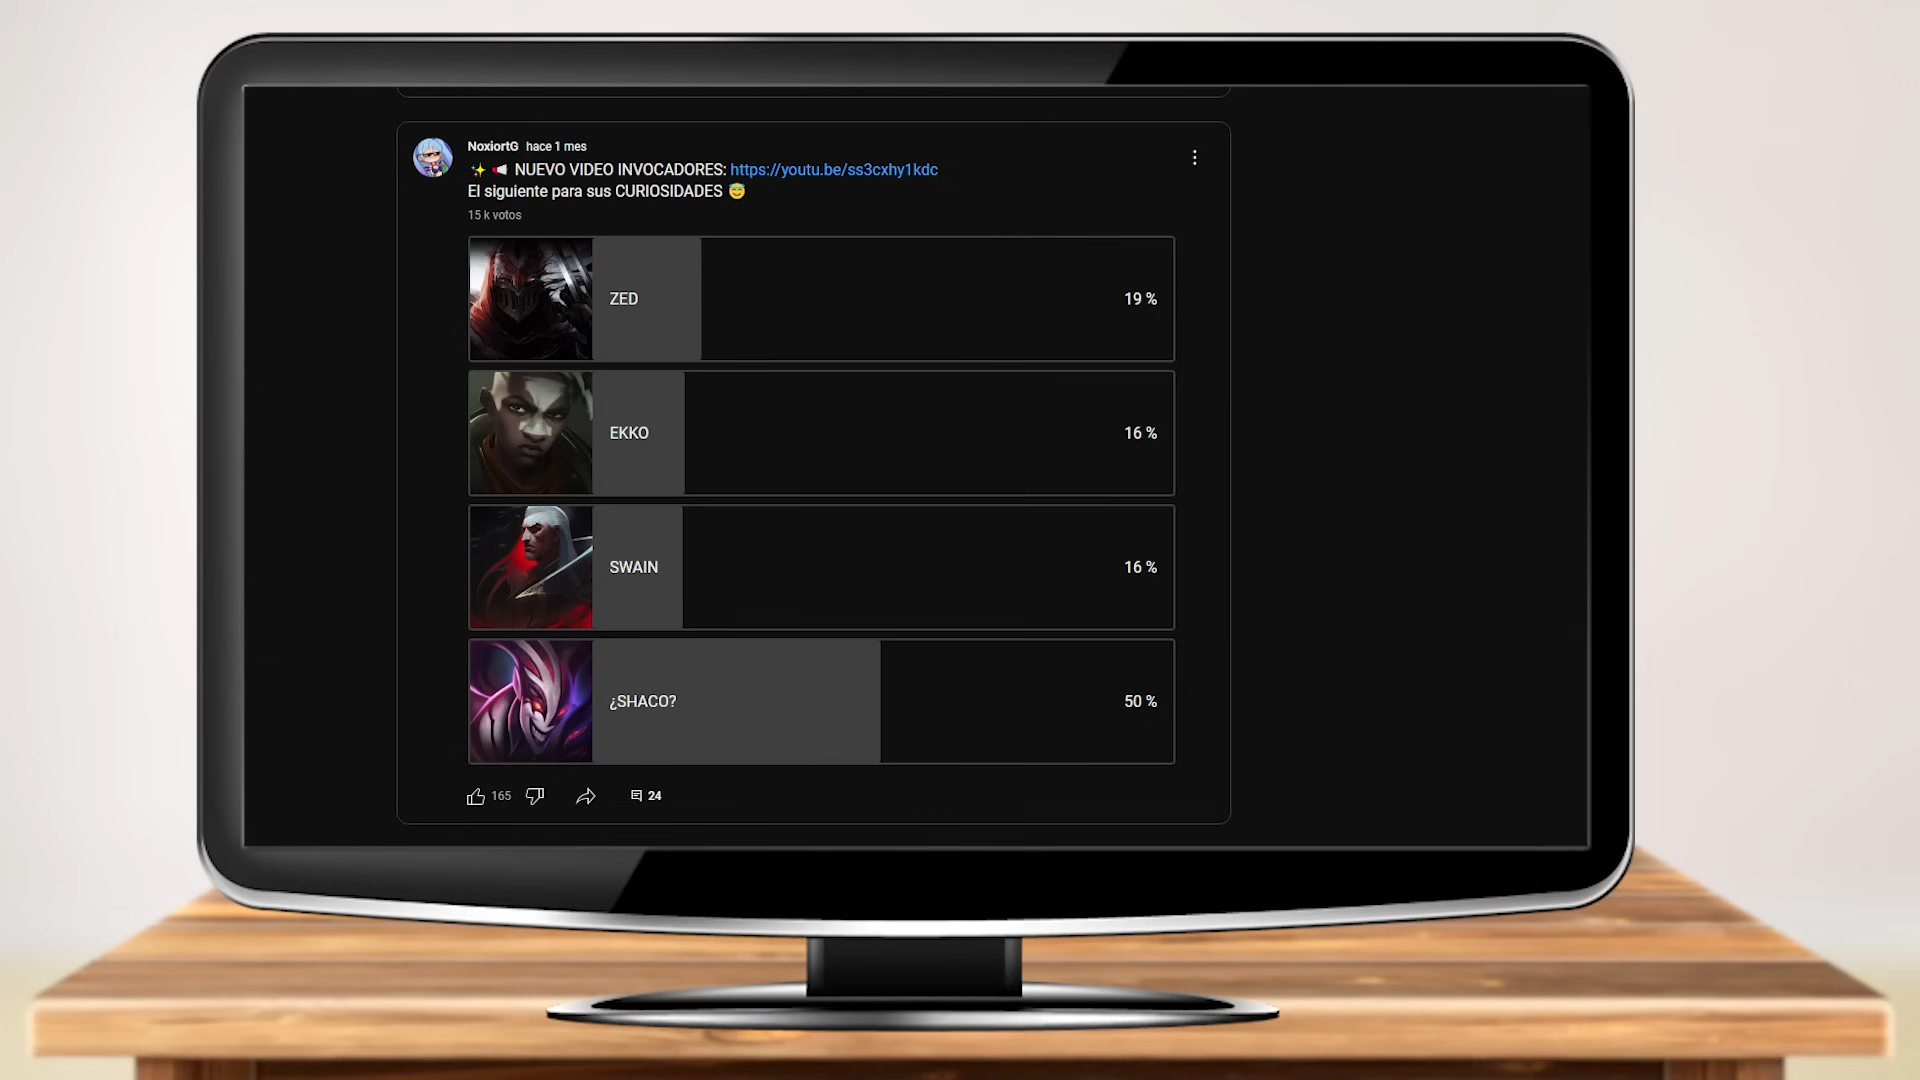 NoxiortG hace 1 mes
✨📢 NUEVO VIDEO INVOCADORES: https://youtu.be/ss3cxhy1kdc
El siguiente para sus CURIOSIDADES 😇
15 k votos
ZED 19 %
EKKO 16 %
SWAIN 16 %
¿SHACO? 50 %
165 24